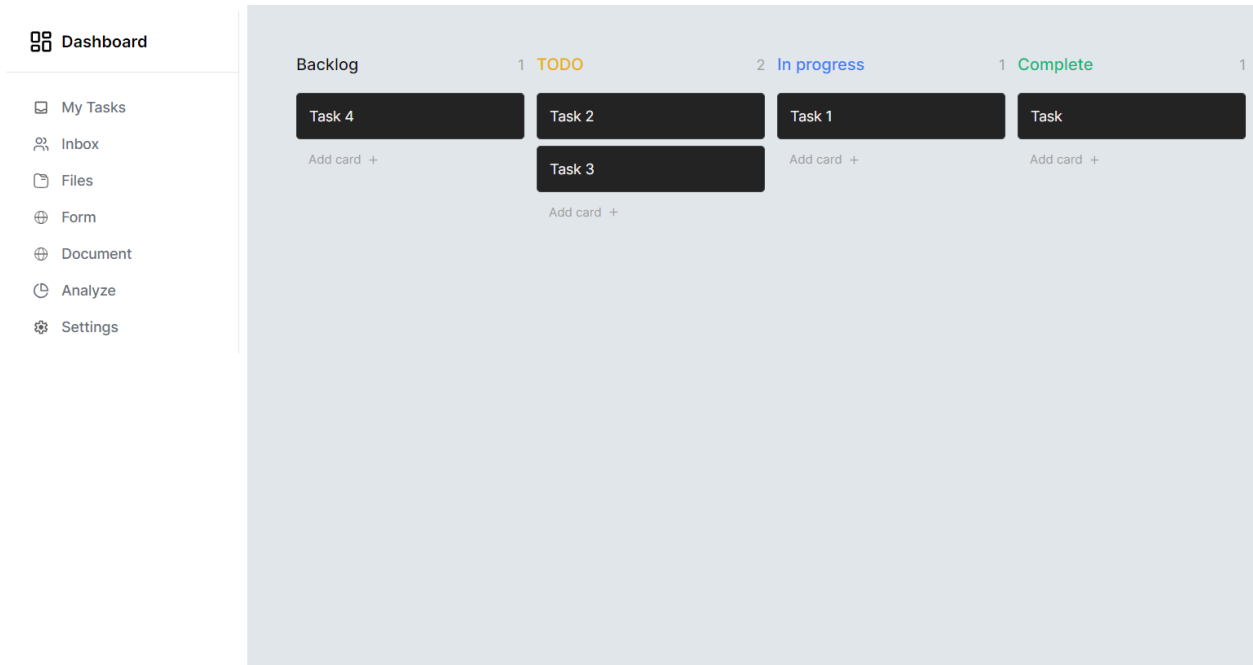 Dashboard
My Tasks
Inbox
Files
Form
Document
Analyze
Settings
Backlog 1
Task 4
Add card +
TODO 2
Task 2
Task 3
Add card +
In progress 1
Task 1
Add card +
Complete 1
Task
Add card +